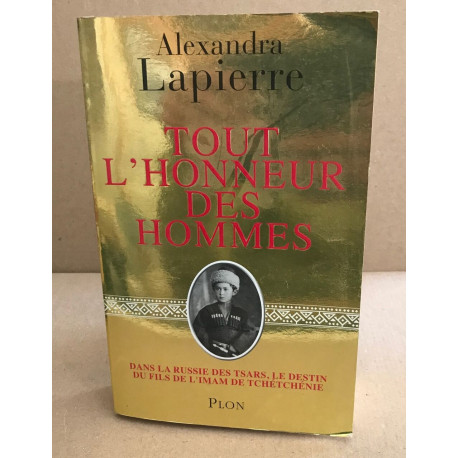 Alexandra
Lapierre
TOUT
L'HONNEUR
DES
HOMMES
DANS LA RUSSIE DES TSARS, LE DESTIN
DU FILS DE L'IMAM DE TCHÉTCHÉNIE
PLON